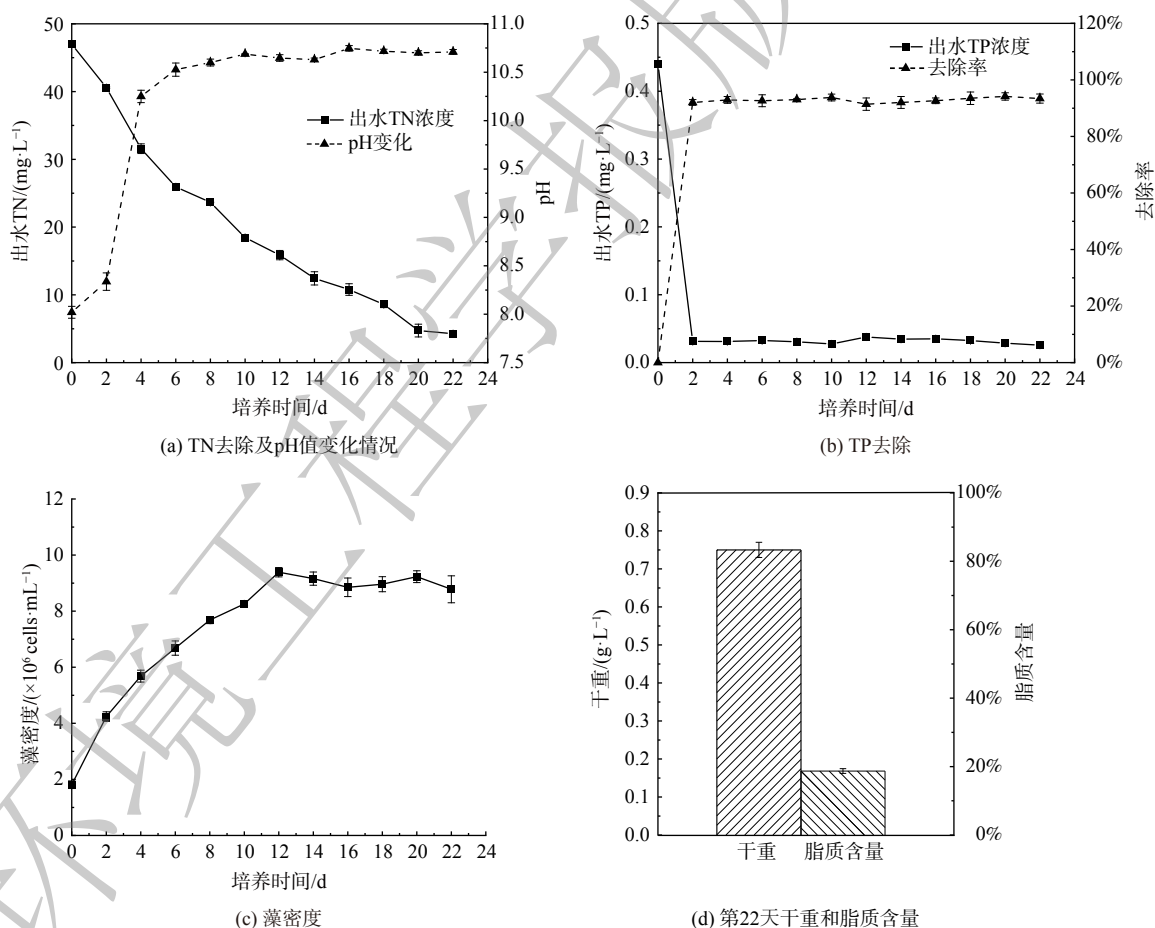 50
40
30
20
10
0
11.0
10.5
10.0
9.5
9.0
8.5
8.0
7.5
出水TN/(mg·L⁻¹)
pH
出水TN浓度
pH变化
0 2 4 6 8 10 12 14 16 18 20 22 24
培养时间/d
(a) TN去除及pH值变化情况
0.5
0.4
0.3
0.2
0.1
0.0
120%
100%
80%
60%
40%
20%
0%
出水TP/(mg·L⁻¹)
去除率
出水TP浓度
去除率
0 2 4 6 8 10 12 14 16 18 20 22 24
培养时间/d
(b) TP去除
12
10
8
6
4
2
0
藻密度/(×10⁶ cells·mL⁻¹)
0 2 4 6 8 10 12 14 16 18 20 22 24
培养时间/d
(c) 藻密度
0.9
0.8
0.7
0.6
0.5
0.4
0.3
0.2
0.1
0.0
100%
80%
60%
40%
20%
0%
干重/(g·L⁻¹)
脂质含量
干重 脂质含量
(d) 第22天干重和脂质含量
环境工程学报版